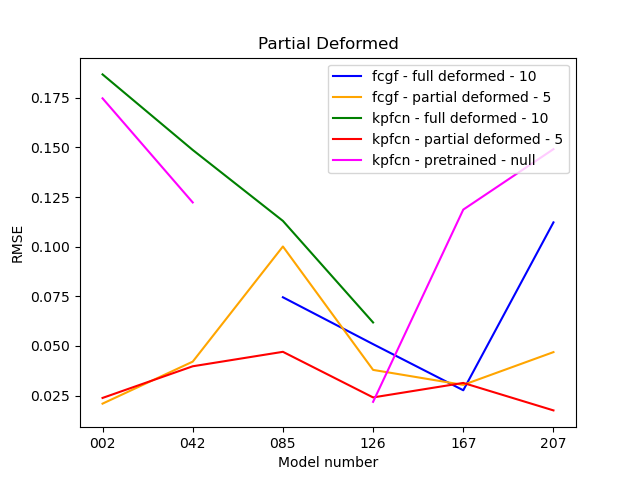 Partial Deformed
fcgf - full deformed - 10
fcgf - partial deformed - 5
kpfcn - full deformed - 10
kpfcn - partial deformed - 5
kpfcn - pretrained - null
RMSE
0.175
0.150
0.125
0.100
0.075
0.050
0.025
002 042 085 126 167 207
Model number